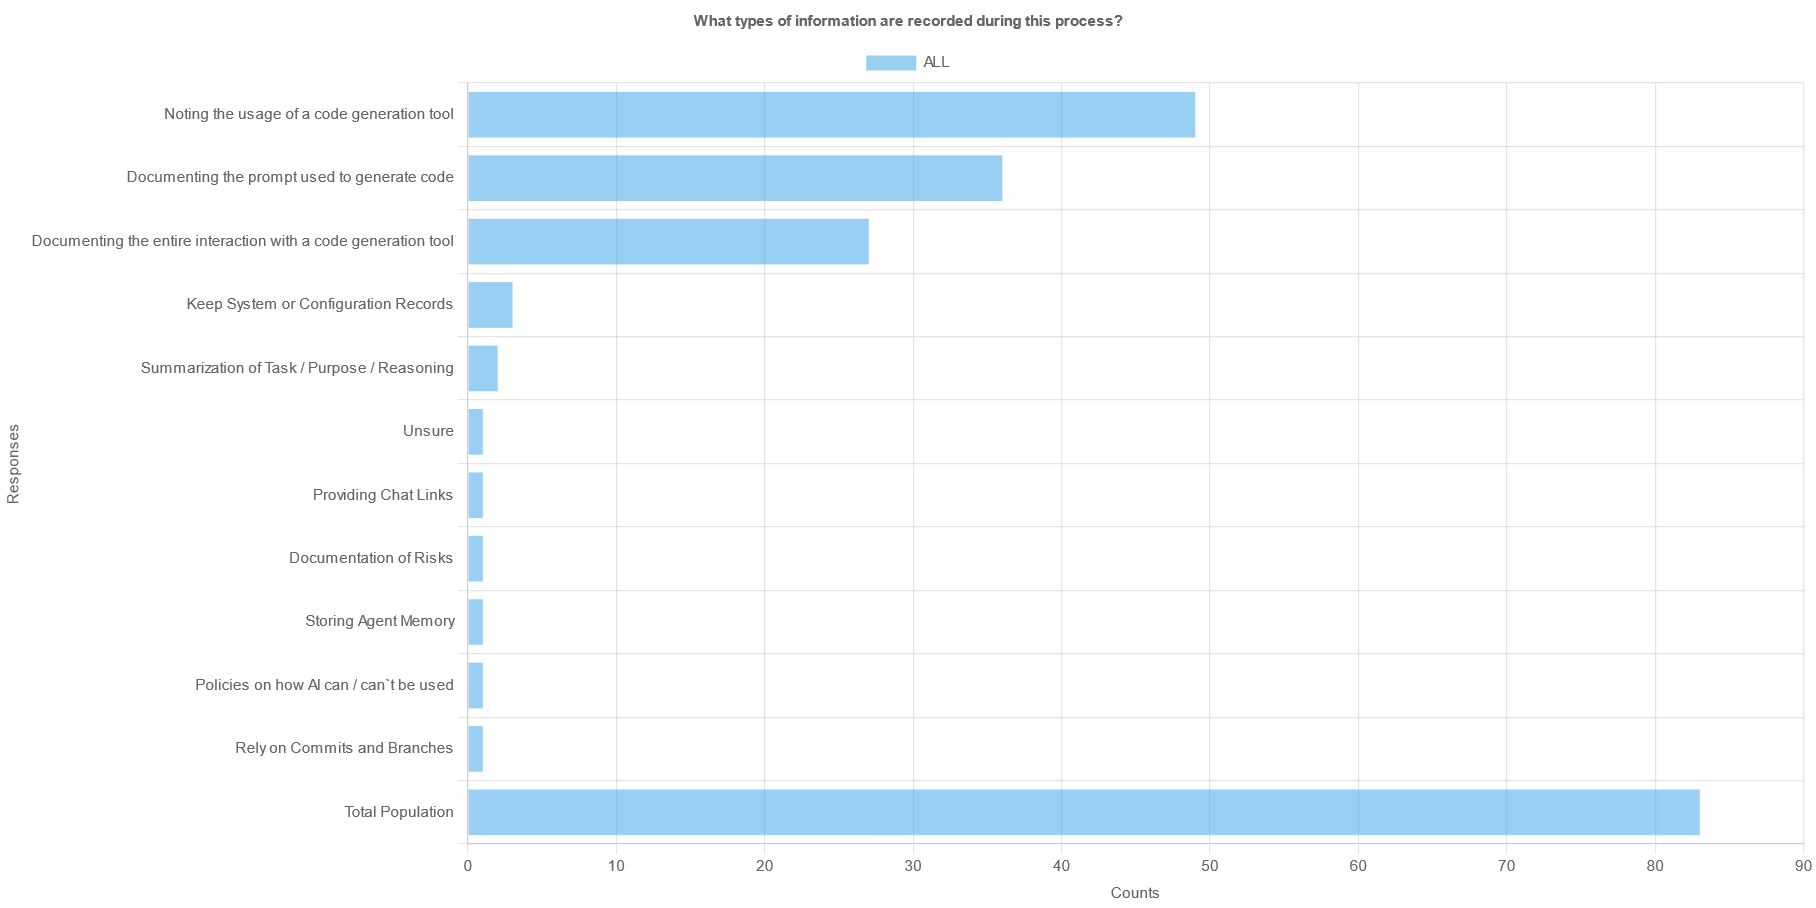 What types of information are recorded during this process?
ALL
Noting the usage of a code generation tool
Documenting the prompt used to generate code
Documenting the entire interaction with a code generation tool
Keep System or Configuration Records
Summarization of Task / Purpose / Reasoning
Unsure
Providing Chat Links
Documentation of Risks
Storing Agent Memory
Policies on how AI can / can`t be used
Rely on Commits and Branches
Total Population
Responses
0 10 20 30 40 50 60 70 80 90
Counts